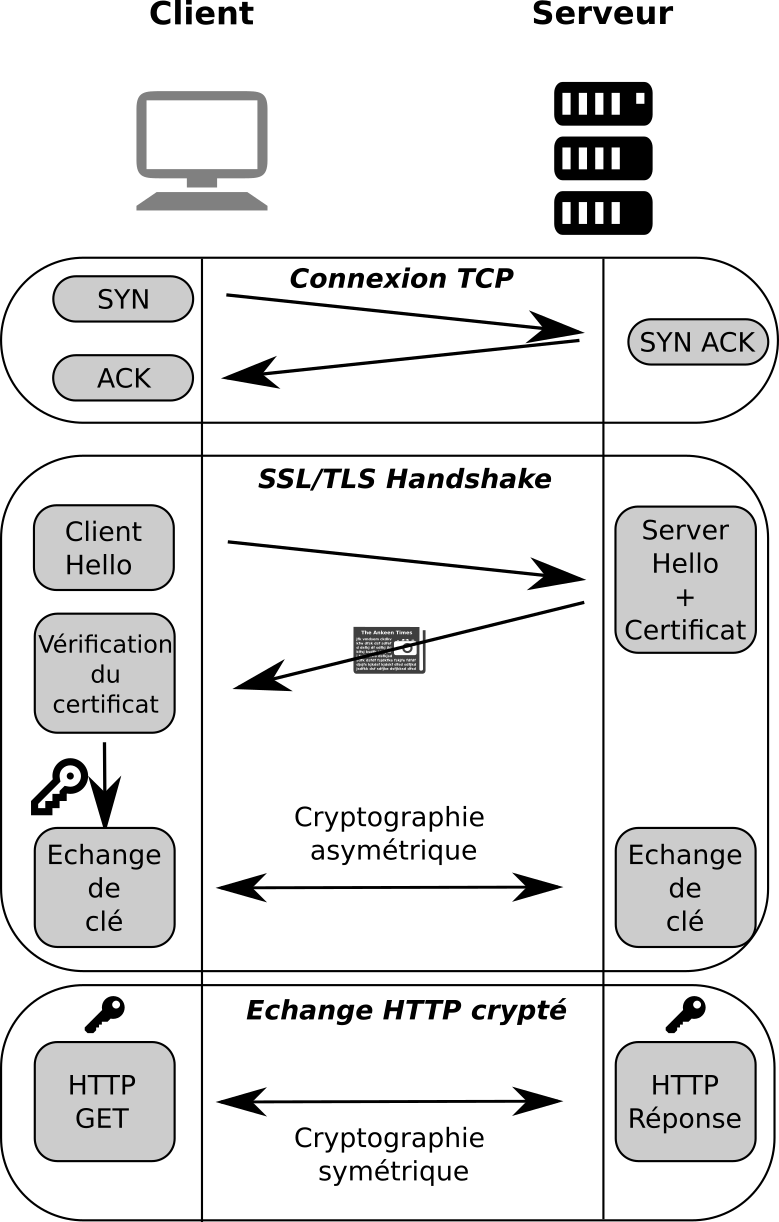 Client
Serveur
Connexion TCP
SYN
SYN ACK
ACK
SSL/TLS Handshake
Client
Hello
Server
Hello
+
Certificat
The Ankeen Times
Vérification
du
certificat
Cryptographie
asymétrique
Echange
de
clé
Echange
de
clé
Echange HTTP crypté
HTTP
GET
HTTP
Réponse
Cryptographie
symétrique